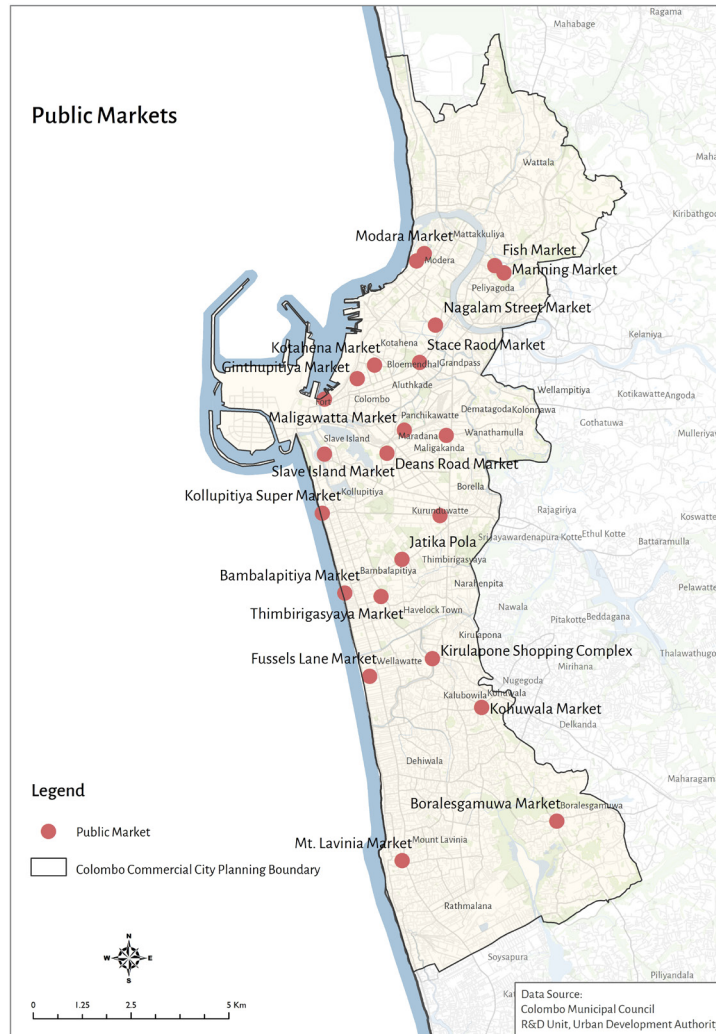 Ragama
Mahabage
Public Markets
Wattala
Kiribathgod
Modara Market
Mattakkuliya
Modera
Fish Market
Manning Market
Peliyagoda
Nagalam Street Market
Kelaniya
Kotahena Market
Kotahena
Stace Raod Market
Ginthupitiya Market
Bloemendhal
Grandpass
Aluthkade
Wellampitiya
Kotikawatte
Angoda
Fort
Colombo
Maligawatta Market
Panchikawatte
Dematagoda
Kolonnawa
Gothatuwa
Mulleriya
Slave Island
Maradana
Wanathamulla
Maligakanda
Slave Island Market
Deans Road Market
Kollupitiya Super Market
Kollupitiya
Borella
Kurunduwatte
Rajagiriya
Koswatte
Sri Jayawardenapura Kotte
Ethul Kotte
Battaramulla
Jatika Pola
Thimbirigasyaya
Bambalapitiya Market
Bambalapitiya
Narahenpita
Pelawatte
Thimbirigasyaya Market
Havelock Town
Nawala
Pitakotte
Beddagana
Kirulapona
Thalawathugo
Fussels Lane Market
Wellawatte
Kirulapone Shopping Complex
Mirihana
Nugegoda
Kalubowila
Kohuwala
Kohuwala Market
Delkanda
Dehiwala
Maharagam
Legend
Boralesgamuwa Market
Boralesgamuwa
Public Market
Mt. Lavinia Market
Mount Lavinia
Colombo Commercial City Planning Boundary
Rathmalana
N
W
E
S
Soysapura
Piliyandala
0
1.25
2.5
5 Km
Data Source:
Colombo Municipal Council
R&D Unit, Urban Development Authorit